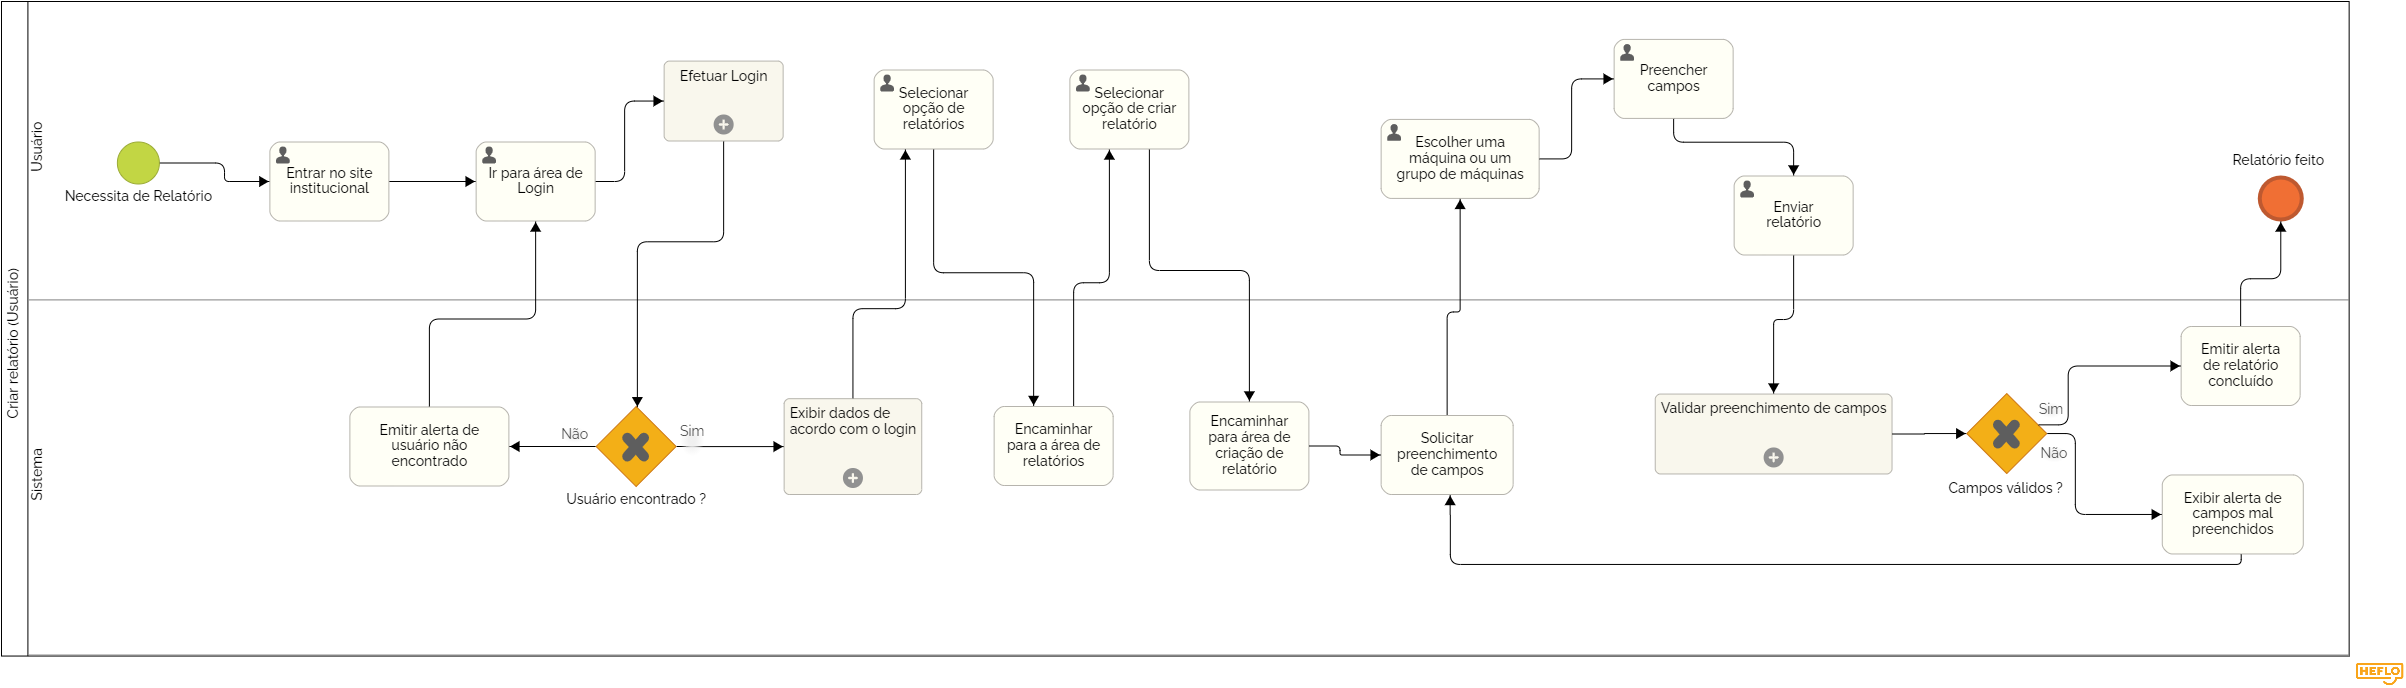 Criar relatório (Usuário)
Usuário
Necessita de Relatório
Entrar no site
institucional
Ir para área de
Login
Efetuar Login
Selecionar
opção de
relatórios
Selecionar
opção de criar
relatório
Escolher uma
máquina ou um
grupo de máquinas
Preencher
campos
Enviar
relatório
Relatório feito
Sistema
Emitir alerta de
usuário não
encontrado
Não
Sim
Usuário encontrado ?
Exibir dados de
acordo com o login
Encaminhar
para a área de
relatórios
Encaminhar
para área de
criação de
relatório
Solicitar
preenchimento
de campos
Validar preenchimento de campos
Sim
Não
Campos válidos ?
Emitir alerta
de relatório
concluído
Exibir alerta de
campos mal
preenchidos
HEFLO